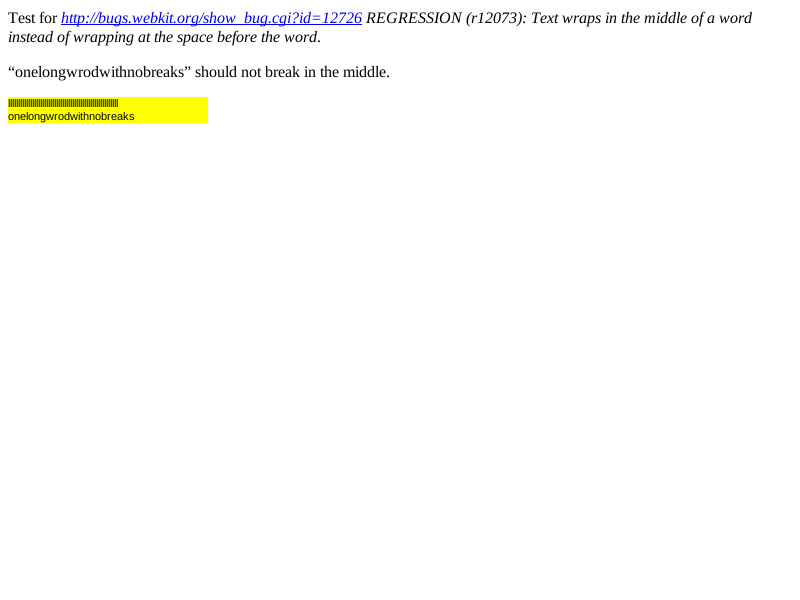 Test for http://bugs.webkit.org/show_bug.cgi?id=12726 REGRESSION (r12073): Text wraps in the middle of a word
instead of wrapping at the space before the word.
“onelongwrodwithnobreaks” should not break in the middle.
onelongwrodwithnobreaks